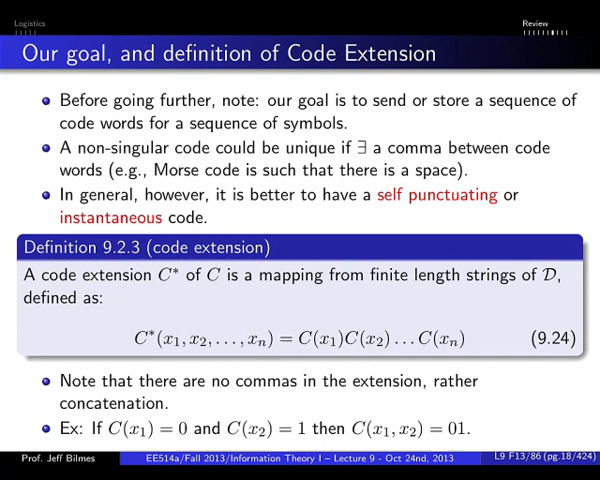 Logistics Review
Our goal, and definition of Code Extension
Before going further, note: our goal is to send or store a sequence of
code words for a sequence of symbols.
A non-singular code could be unique if ∃ a comma between code
words (e.g., Morse code is such that there is a space).
In general, however, it is better to have a self punctuating or
instantaneous code.
Definition 9.2.3 (code extension)
A code extension C* of C is a mapping from finite length strings of D,
defined as:
C*(x₁, x₂, . . . , xₙ) = C(x₁)C(x₂) . . . C(xₙ) (9.24)
Note that there are no commas in the extension, rather
concatenation.
Ex: If C(x₁) = 0 and C(x₂) = 1 then C(x₁, x₂) = 01.
Prof. Jeff Bilmes EE514a/Fall 2013/Information Theory I – Lecture 9 - Oct 24nd, 2013 L9 F13/86 (pg.18/424)